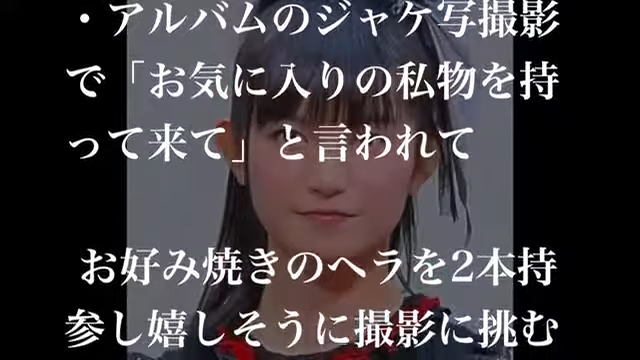 ・アルバムのジャケ写撮影
で「お気に入りの私物を持
って来て」と言われて
お好み焼きのヘラを2本持
参し嬉しそうに撮影に挑む